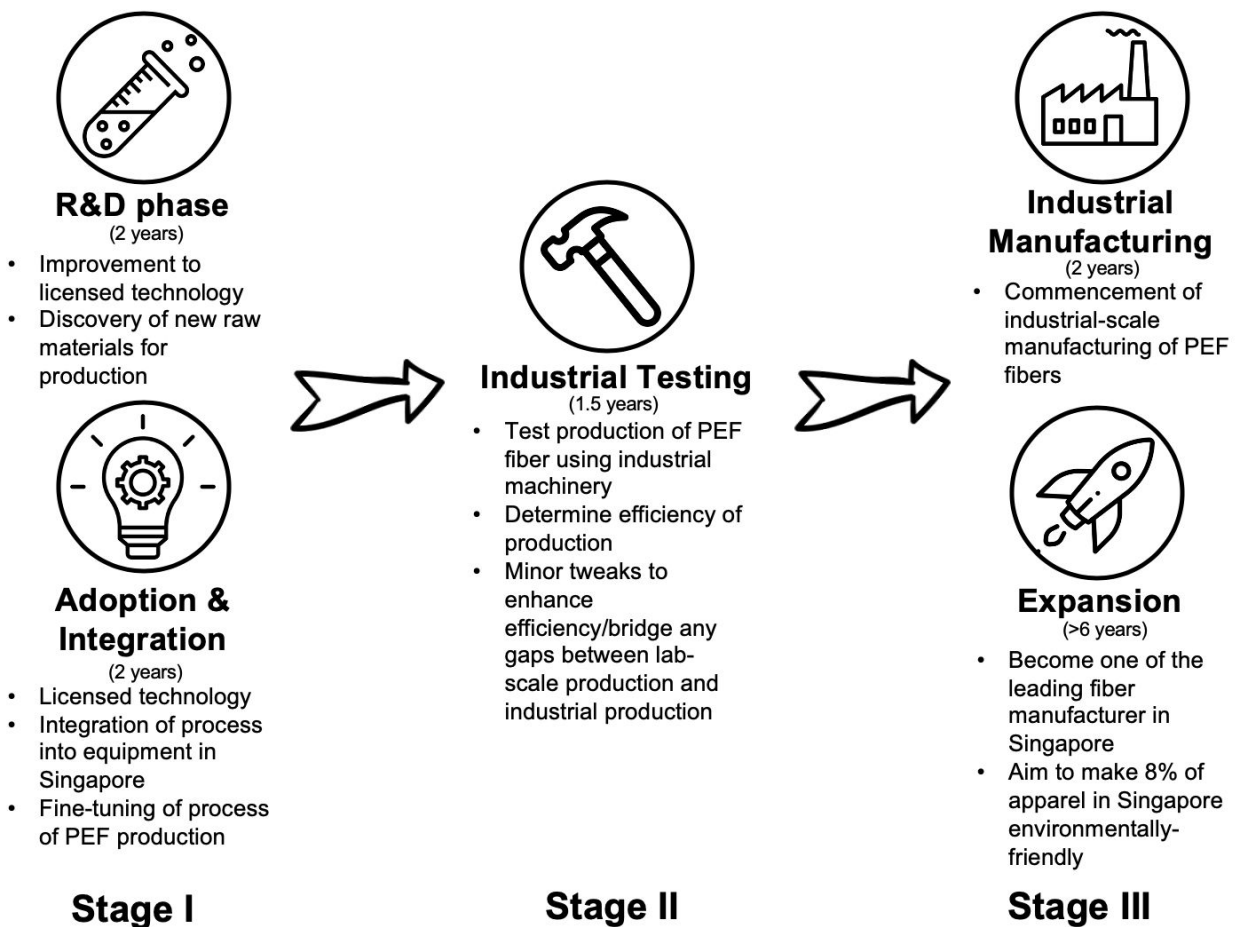 R&D phase
(2 years)
• Improvement to
licensed technology
• Discovery of new raw
materials for
production
Adoption &
Integration
(2 years)
• Licensed technology
• Integration of process
into equipment in
Singapore
• Fine-tuning of process
of PEF production
Stage I
Industrial Testing
(1.5 years)
• Test production of PEF
fiber using industrial
machinery
• Determine efficiency of
production
• Minor tweaks to
enhance
efficiency/bridge any
gaps between lab-
scale production and
industrial production
Stage II
Industrial
Manufacturing
(2 years)
• Commencement of
industrial-scale
manufacturing of PEF
fibers
Expansion
(>6 years)
• Become one of the
leading fiber
manufacturer in
Singapore
• Aim to make 8% of
apparel in Singapore
environmentally-
friendly
Stage III